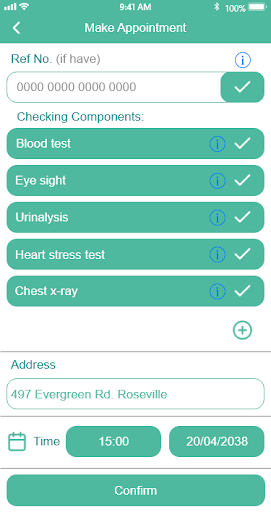 9:41 AM
100%
Make Appointment
Ref No. (if have)
0000 0000 0000 0000
Checking Components:
Blood test
Eye sight
Urinalysis
Heart stress test
Chest x-ray
Address
497 Evergreen Rd. Roseville
Time 15:00 20/04/2038
Confirm